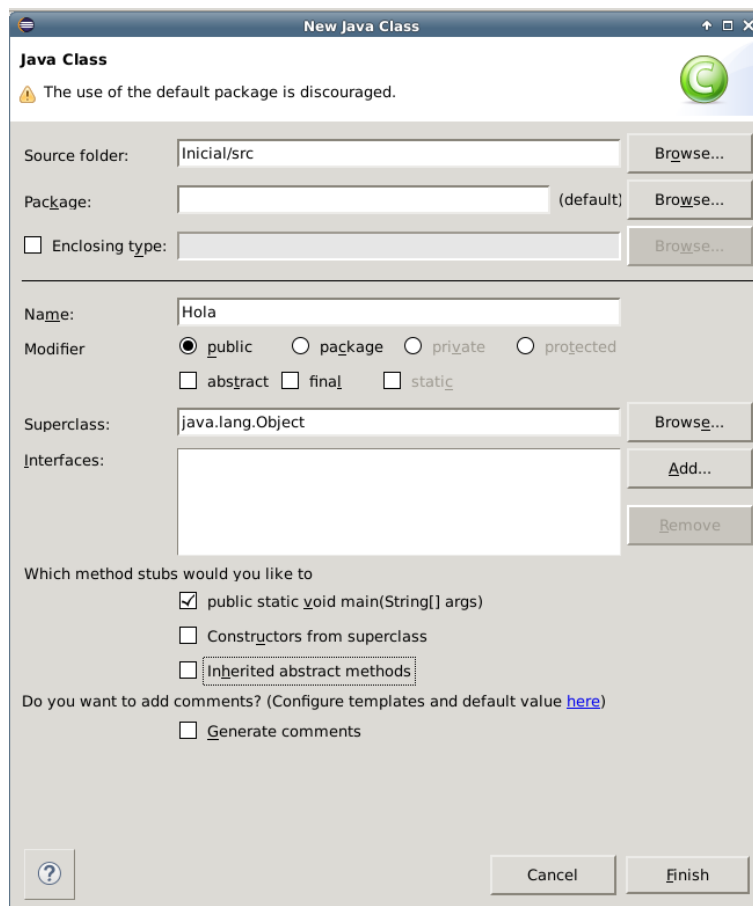 New Java Class
Java Class
The use of the default package is discouraged.
Source folder: Inicial/src Browse...
Package: (default) Browse...
Enclosing type: Browse...
Name: Hola
Modifier public package private protected
abstract final static
Superclass: java.lang.Object Browse...
Interfaces: Add...
Remove
Which method stubs would you like to
public static void main(String[] args)
Constructors from superclass
Inherited abstract methods
Do you want to add comments? (Configure templates and default value here)
Generate comments
? Cancel Finish